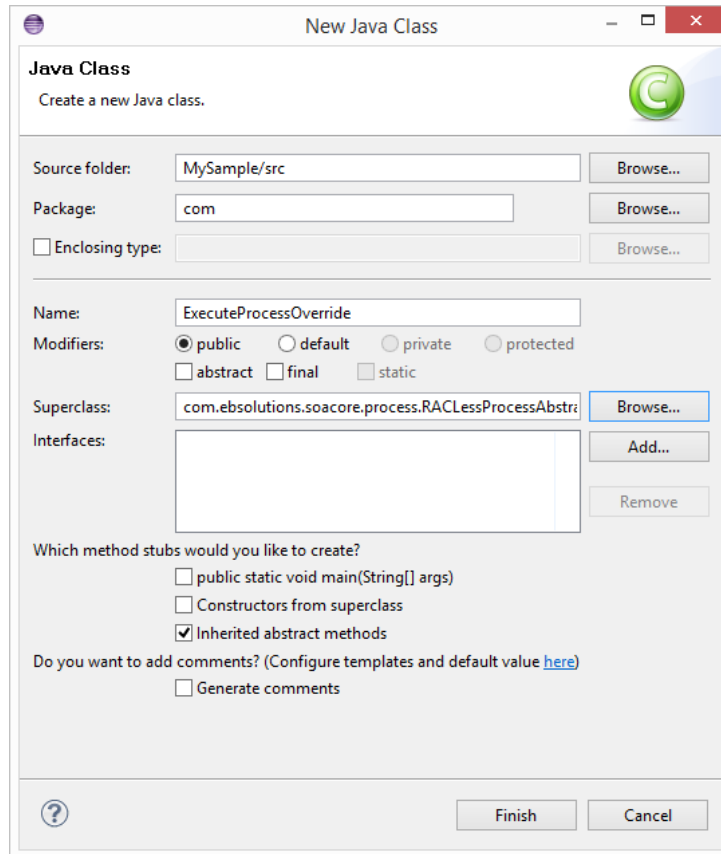 New Java Class
Java Class
Create a new Java class.
Source folder: MySample/src Browse...
Package: com Browse...
Enclosing type: Browse...
Name: ExecuteProcessOverride
Modifiers: public default private protected
abstract final static
Superclass: com.ebsolutions.soacore.process.RACLessProcessAbstra Browse...
Interfaces: Add...
Remove
Which method stubs would you like to create?
public static void main(String[] args)
Constructors from superclass
Inherited abstract methods
Do you want to add comments? (Configure templates and default value here)
Generate comments
? Finish Cancel